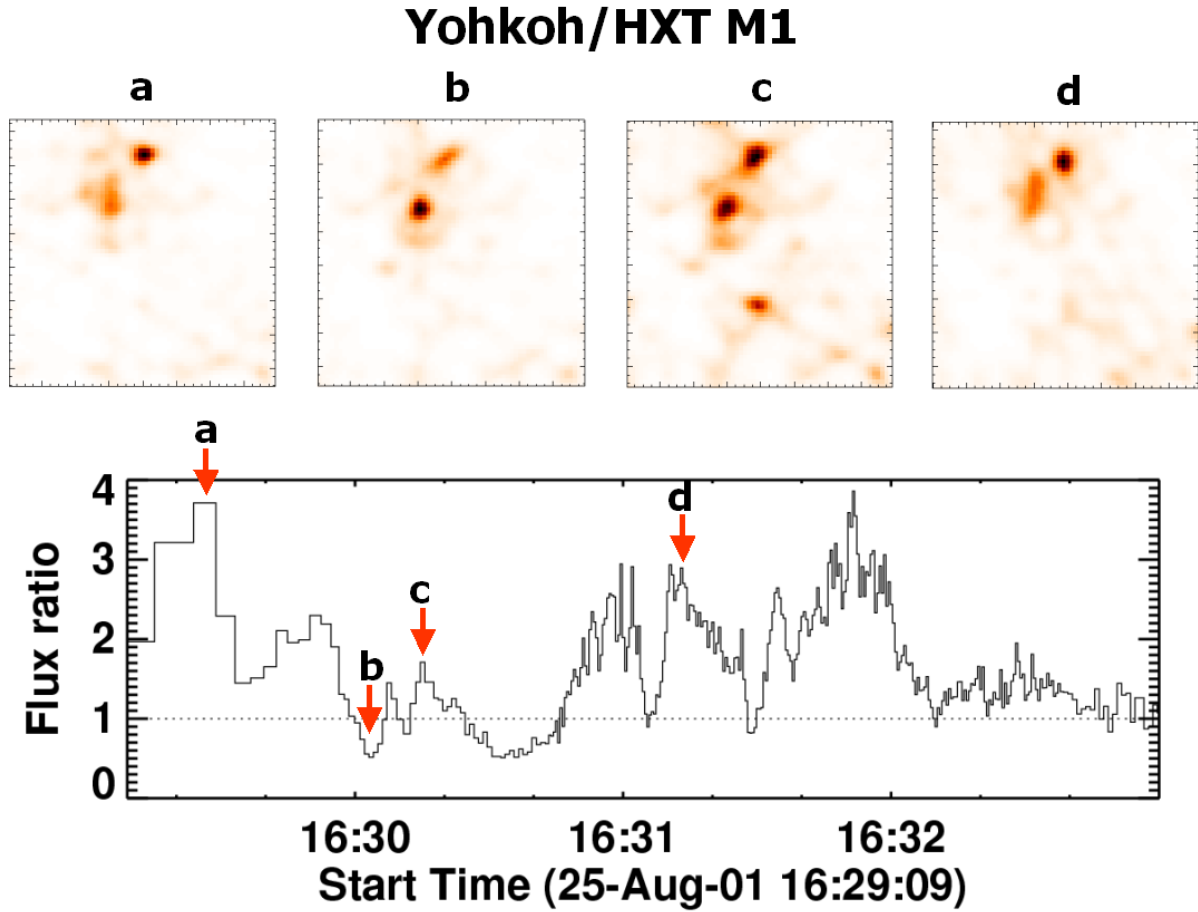 Yohkoh/HXT M1
a b c d
a
d
c
b
Flux ratio
4
3
2
1
0
16:30 16:31 16:32
Start Time (25-Aug-01 16:29:09)